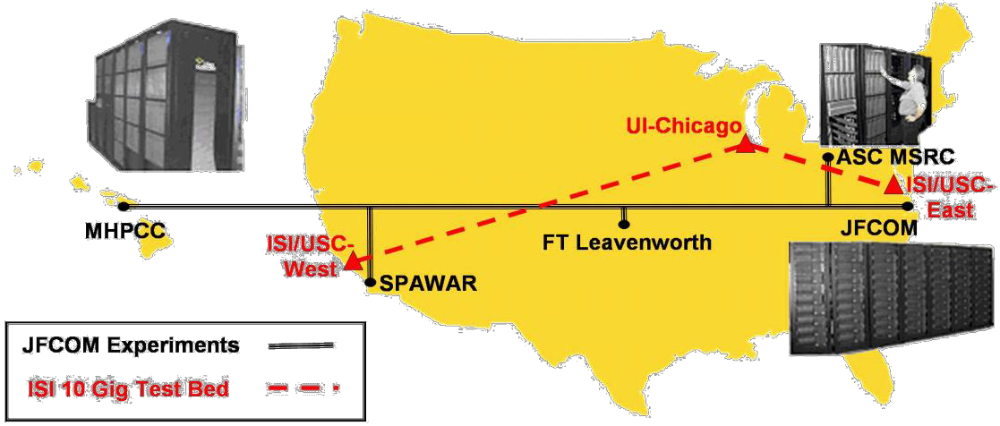 UI-Chicago
ASC MSRC
ISI/USC-
East
MHPCC
JFCOM
ISI/USC-
West
FT Leavenworth
SPAWAR
JFCOM Experiments
ISI 10 Gig Test Bed